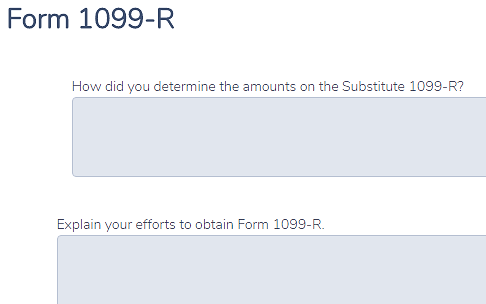 Form 1099-R
How did you determine the amounts on the Substitute 1099-R?
Explain your efforts to obtain Form 1099-R.